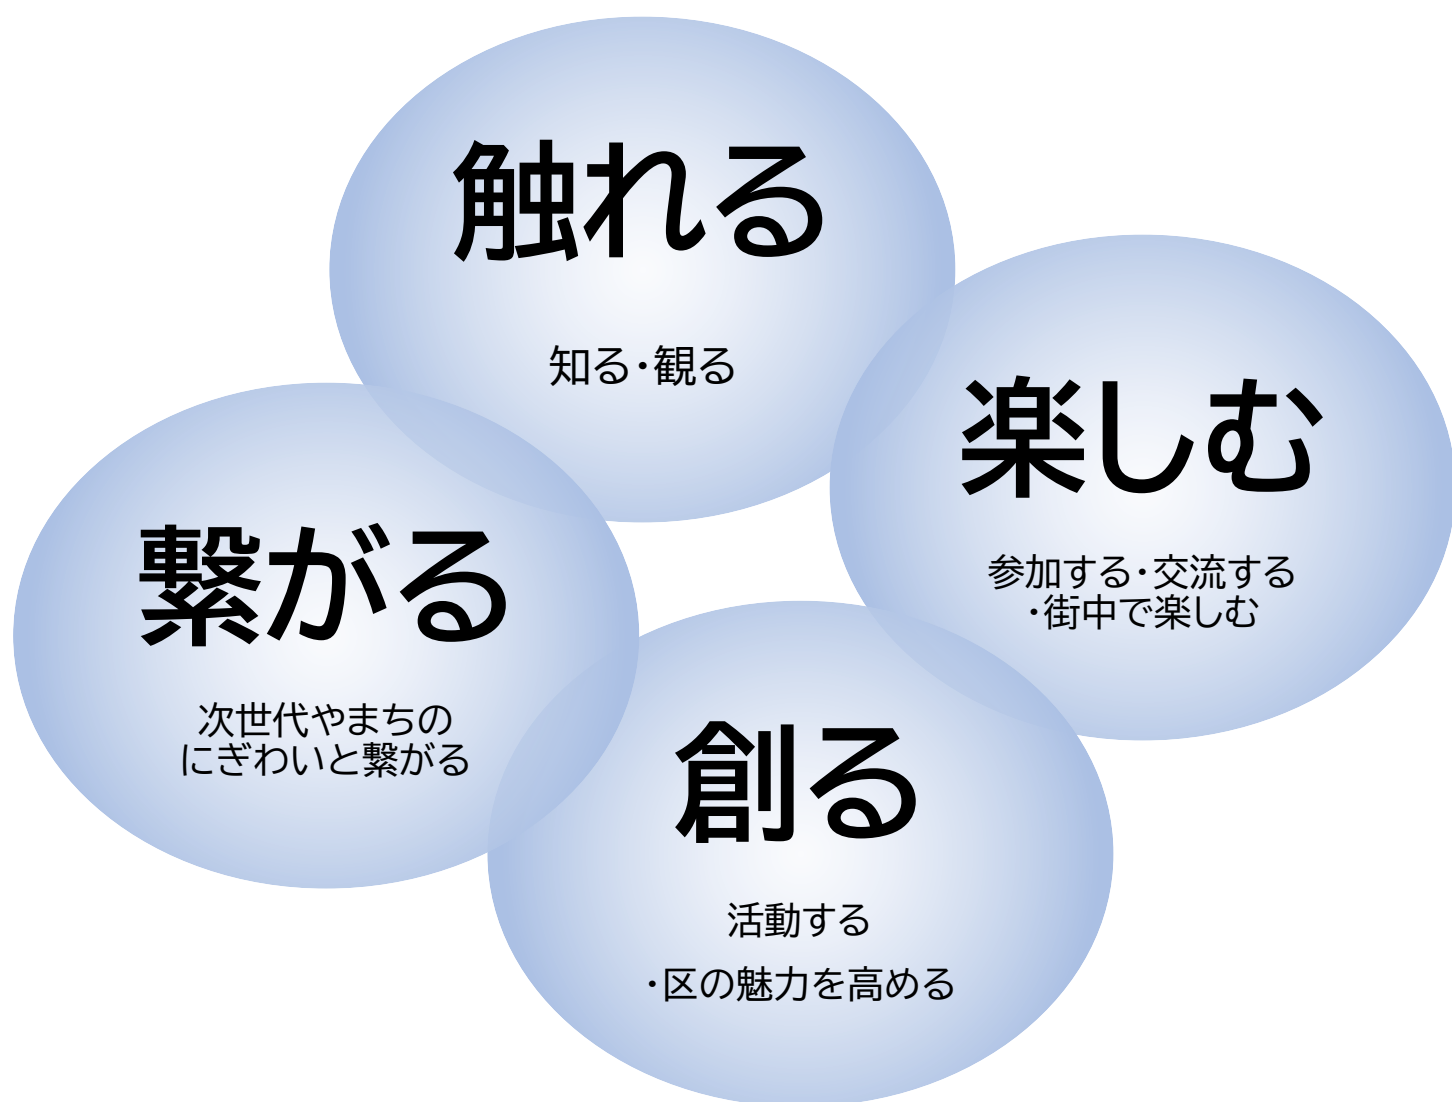 触れる
知る･観る
楽しむ
参加する･交流する
･街中で楽しむ
繋がる
次世代やまちの
にぎわいと繋がる
創る
活動する
･区の魅力を高める